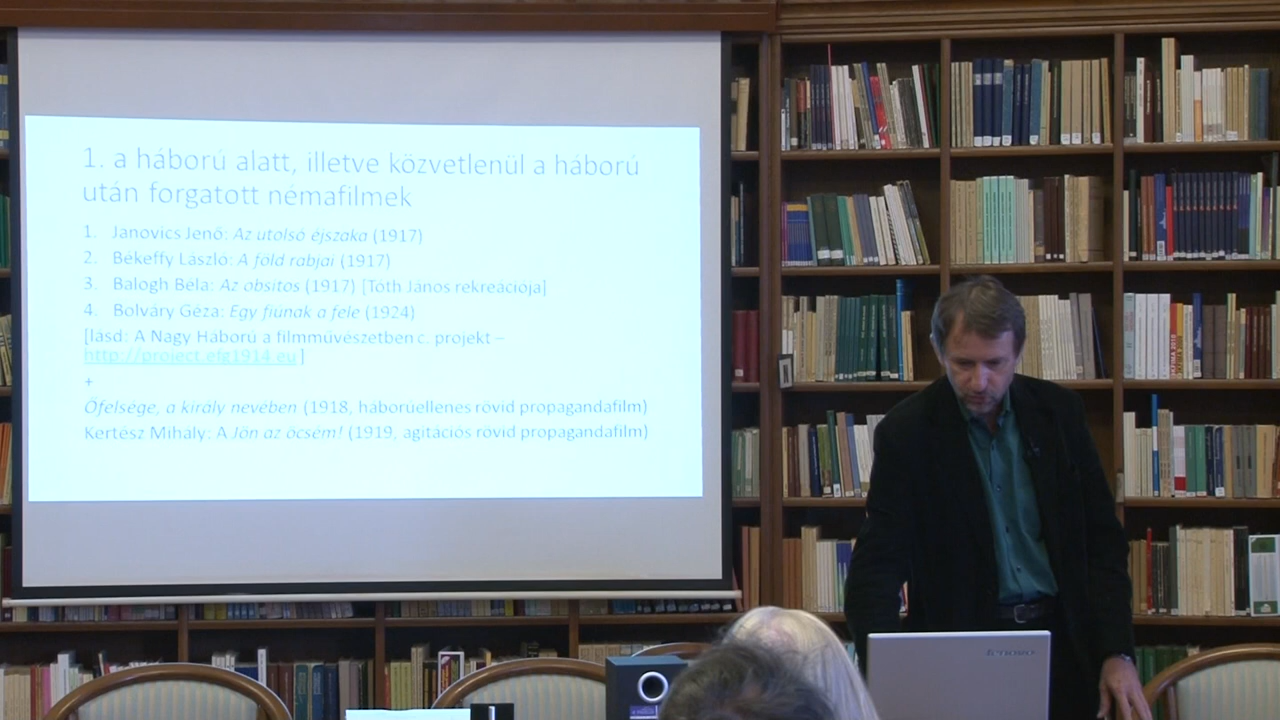 1. a háború alatt, illetve közvetlenül a háború
után forgatott némafilmek
1. Janovics Jenő: Az utolsó éjszaka (1917)
2. Békeffy László: A föld rabjai (1917)
3. Balogh Béla: Az obsitos (1917) [Tóth János rekreációja]
4. Bolváry Géza: Egy fiúnak a fele (1924)
[lásd: A Nagy Háború a filmművészetben c. projekt –
http://project.efg1914.eu]
+
Őfelsége, a király nevében (1918, háborúellenes rövid propagandafilm)
Kertész Mihály: A Jön az öcsém! (1919, agitációs rövid propagandafilm)
lenovo